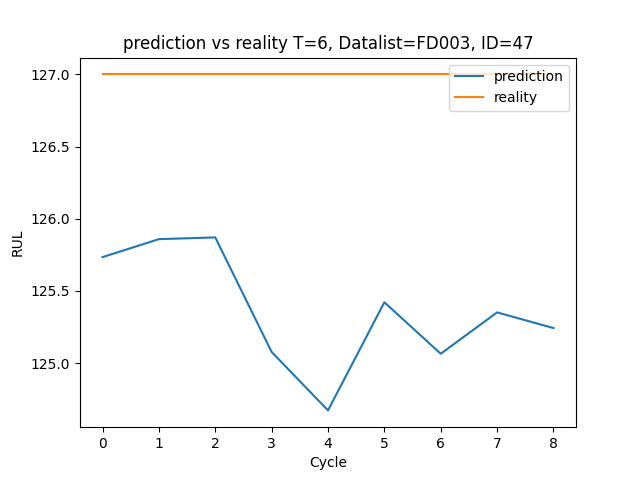 prediction vs reality T=6, Datalist=FD003, ID=47
127.0
126.5
126.0
125.5
125.0
RUL
prediction
reality
0 1 2 3 4 5 6 7 8
Cycle